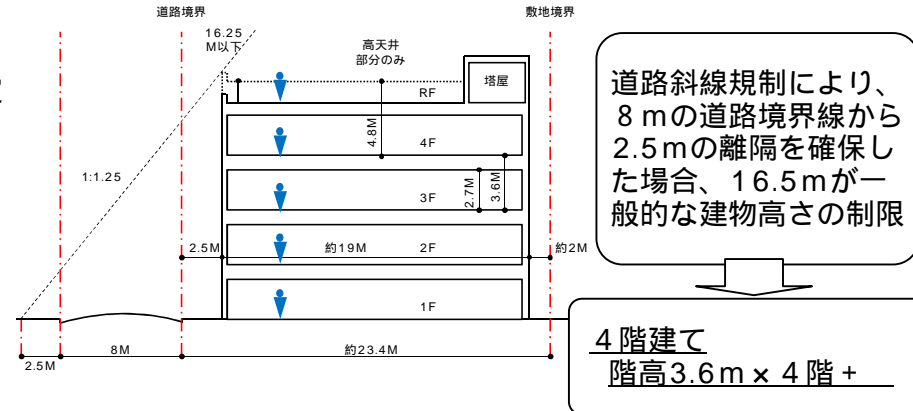 道路境界
敷地境界
16.25
M以下
高天井
部分のみ
塔屋
RF
4.8M
4F
1:1.25
3F
2.7M
3.6M
2.5M
約19M
2F
約2M
1F
8M
約23.4M
2.5M
道路斜線規制により、
8 mの道路境界線から
2.5mの離隔を確保し
た場合、16.5mが一
般的な建物高さの制限
4階建て
階高3.6m×4階+